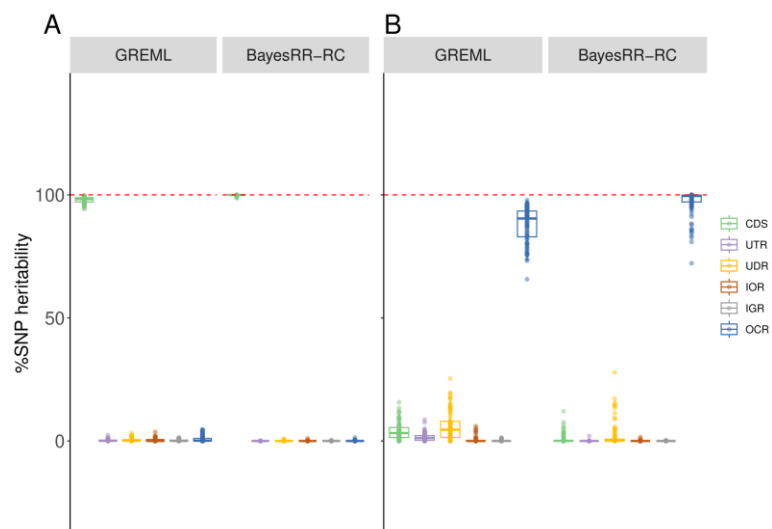 A
B
GREML
BayesRR−RC
GREML
BayesRR−RC
%SNP heritability
100
50
0
CDS
UTR
UDR
IOR
IGR
OCR